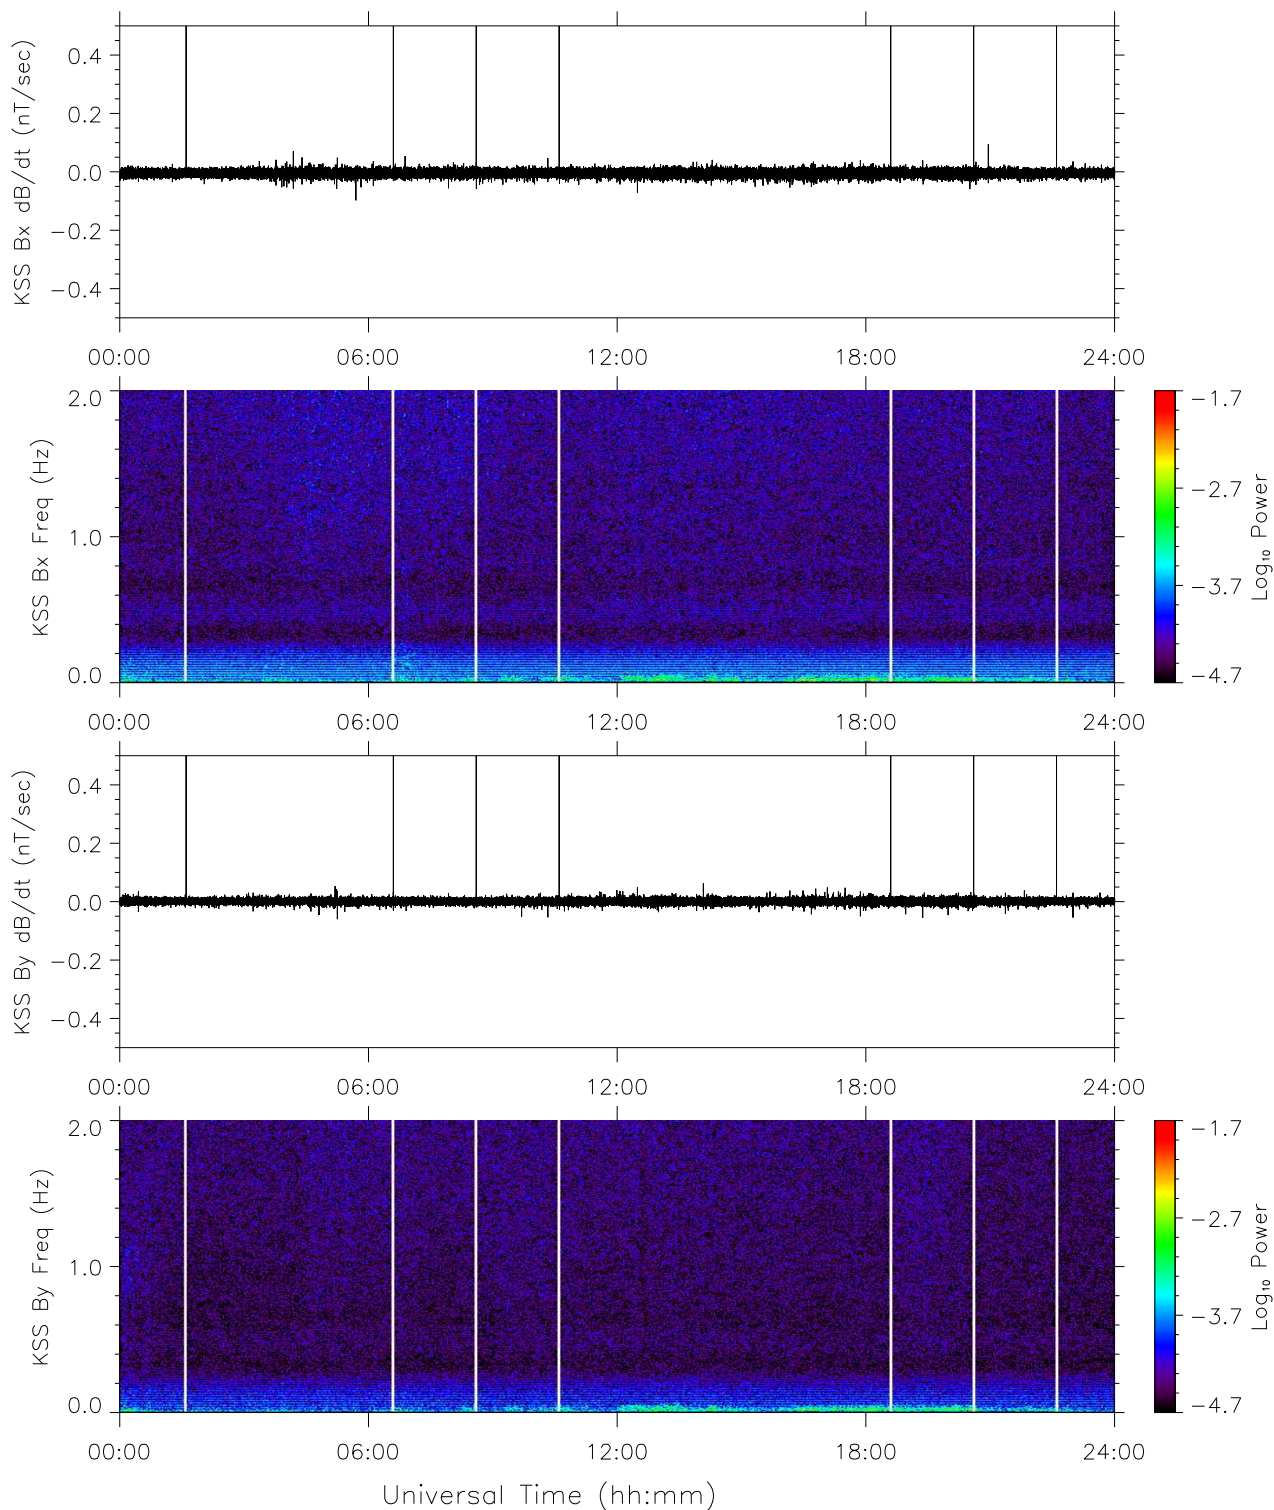 KSS Bx dB/dt (nT/sec)
0.4
0.2
0.0
−0.2
−0.4
00:00 06:00 12:00 18:00 24:00
KSS Bx Freq (Hz)
2.0
1.0
0.0
−1.7
−2.7
−3.7
−4.7
Log₁₀ Power
00:00 06:00 12:00 18:00 24:00
KSS By dB/dt (nT/sec)
0.4
0.2
0.0
−0.2
−0.4
00:00 06:00 12:00 18:00 24:00
KSS By Freq (Hz)
2.0
1.0
0.0
−1.7
−2.7
−3.7
−4.7
Log₁₀ Power
00:00 06:00 12:00 18:00 24:00
Universal Time (hh:mm)